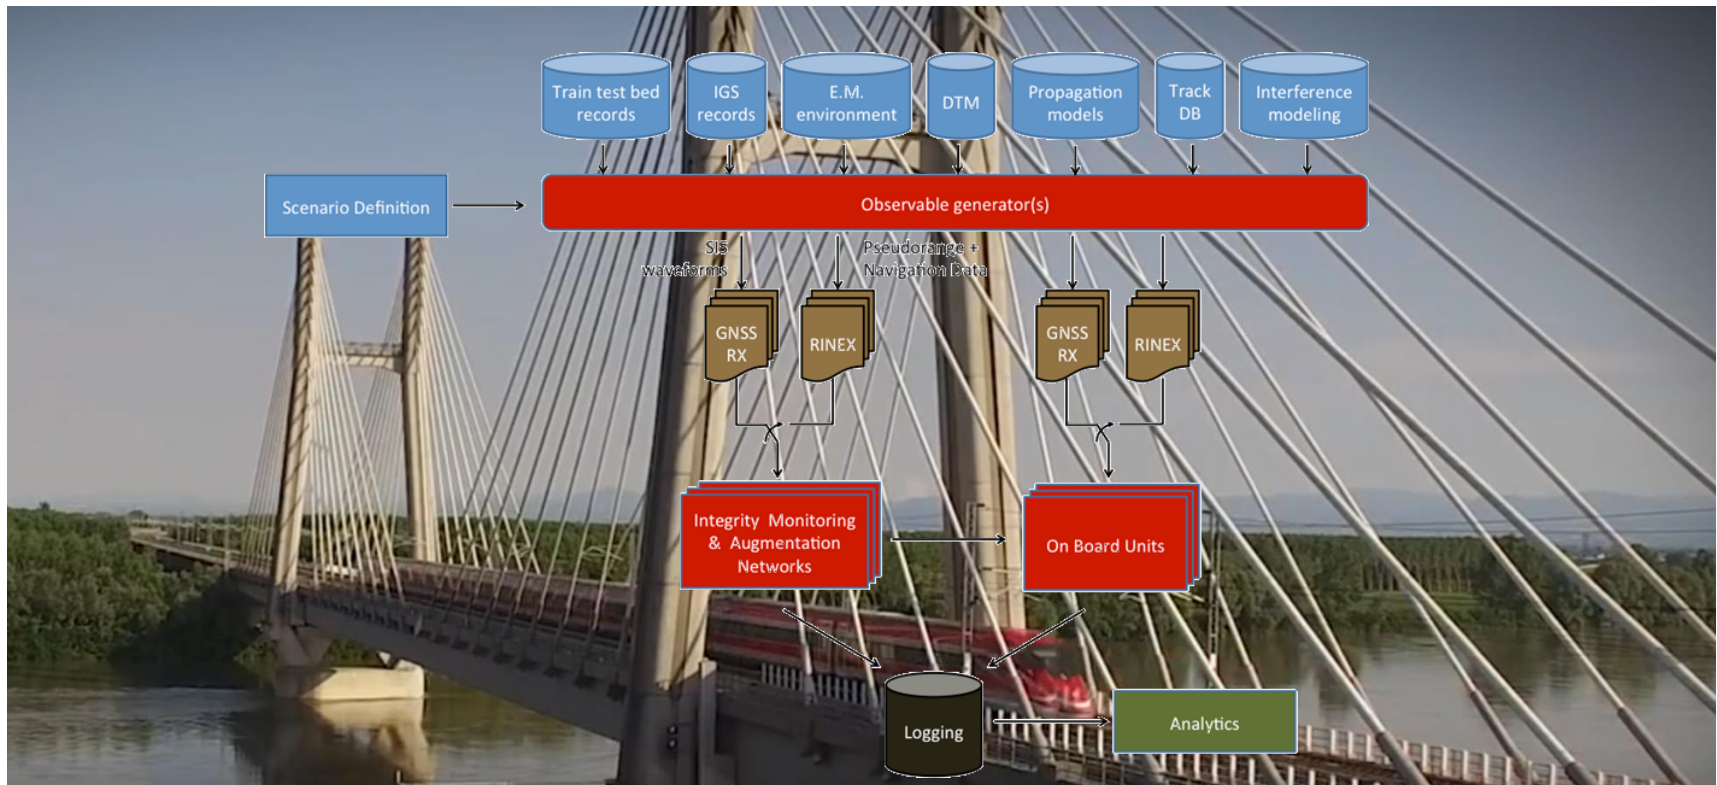 Train test bed
records
IGS
records
E.M.
environment
DTM
Propagation
models
Track
DB
Interference
modeling
Scenario Definition
Observable generator(s)
SIS
waveforms
Pseudorange +
Navigation Data
GNSS
RX
RINEX
GNSS
RX
RINEX
Integrity Monitoring
& Augmentation
Networks
On Board Units
Logging
Analytics